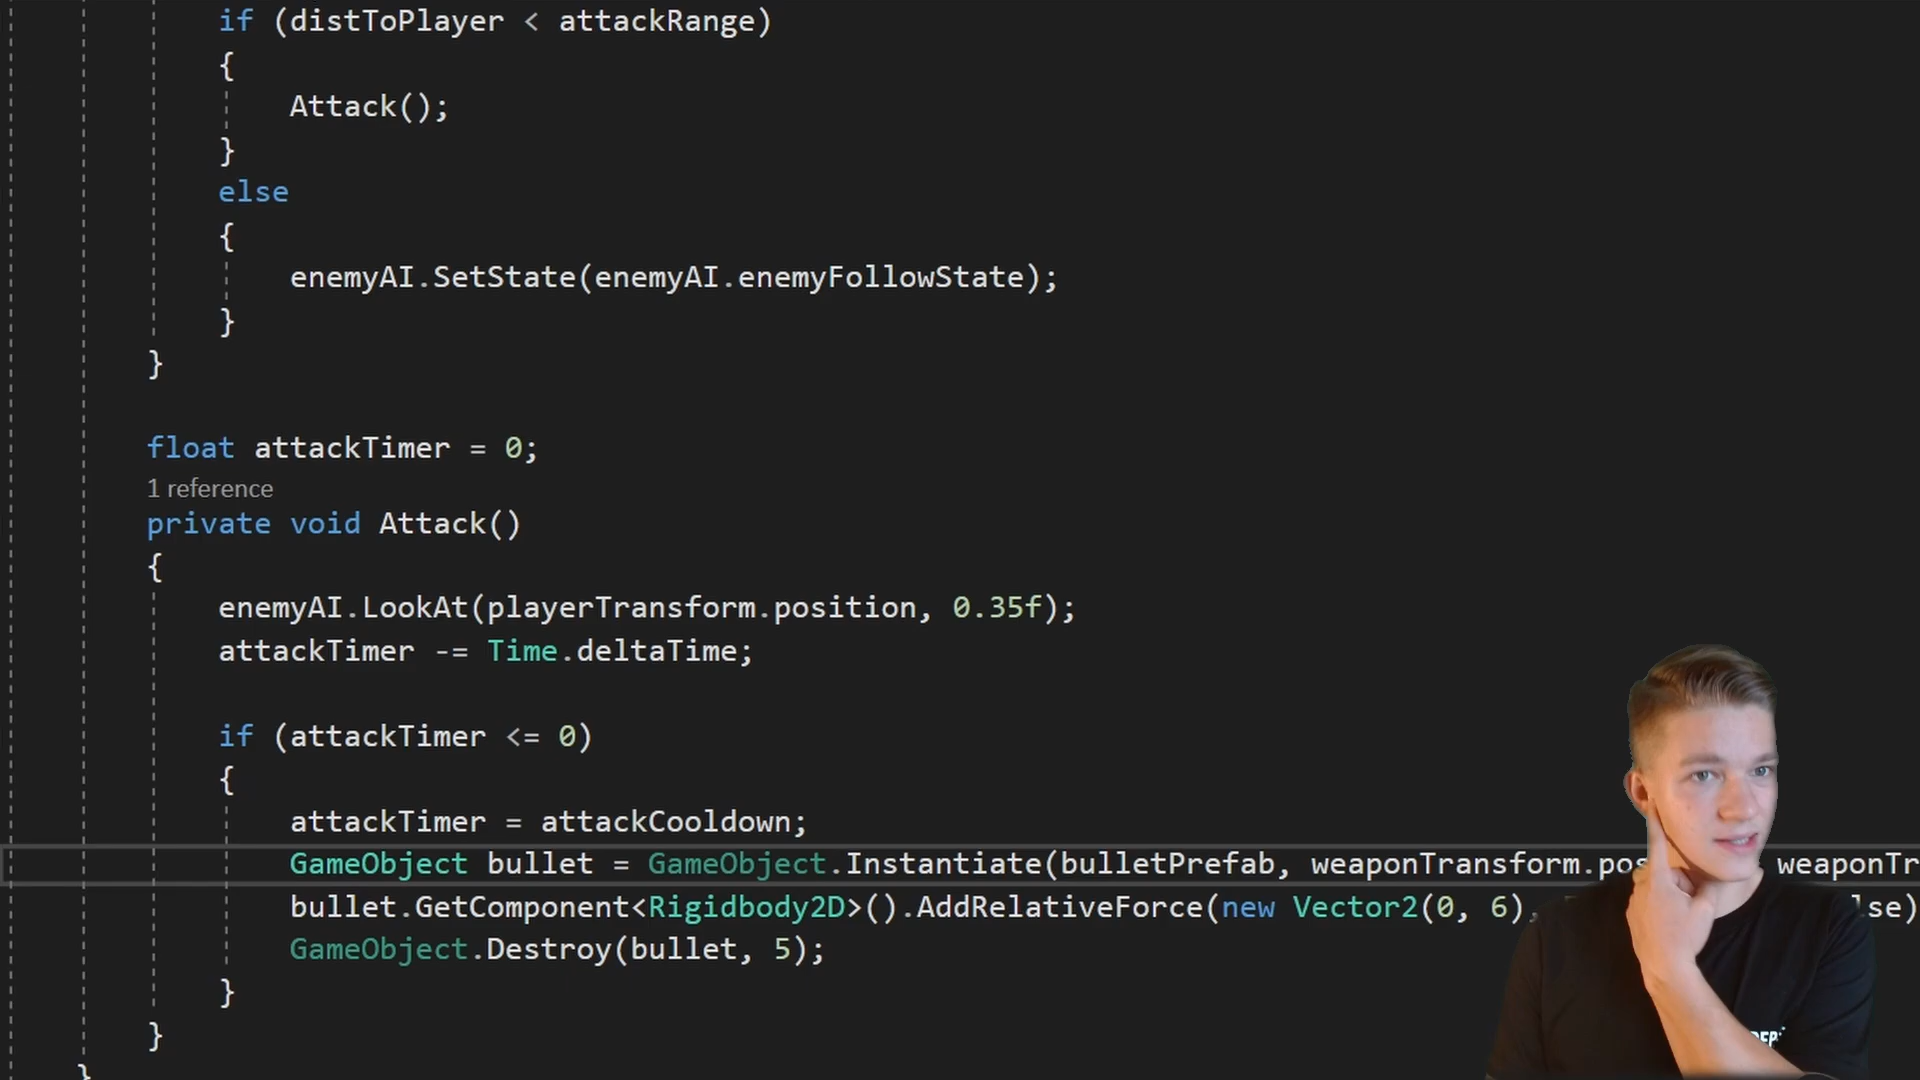 if (distToPlayer < attackRange)
{
Attack();
}
else
{
enemyAI.SetState(enemyAI.enemyFollowState);
}
}
float attackTimer = 0;
1 reference
private void Attack()
{
enemyAI.LookAt(playerTransform.position, 0.35f);
attackTimer -= Time.deltaTime;
if (attackTimer <= 0)
{
attackTimer = attackCooldown;
GameObject bullet = GameObject.Instantiate(bulletPrefab, weaponTransform.pos weaponTr
bullet.GetComponent<Rigidbody2D>().AddRelativeForce(new Vector2(0, 6), lse)
GameObject.Destroy(bullet, 5);
}
}
}